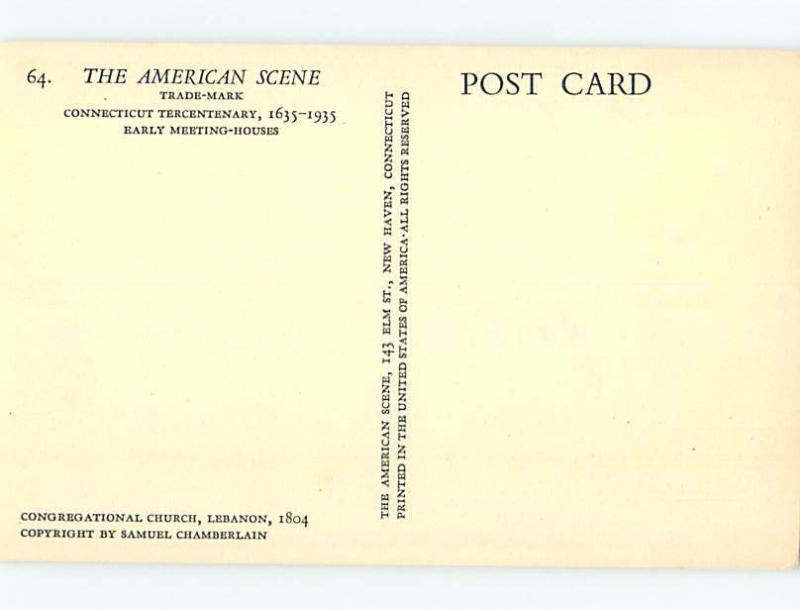 64. THE AMERICAN SCENE
TRADE-MARK
CONNECTICUT TERCENTENARY, 1635–1935
EARLY MEETING-HOUSES
POST CARD
THE AMERICAN SCENE, 143 ELM ST., NEW HAVEN, CONNECTICUT
PRINTED IN THE UNITED STATES OF AMERICA·ALL RIGHTS RESERVED
CONGREGATIONAL CHURCH, LEBANON, 1804
COPYRIGHT BY SAMUEL CHAMBERLAIN